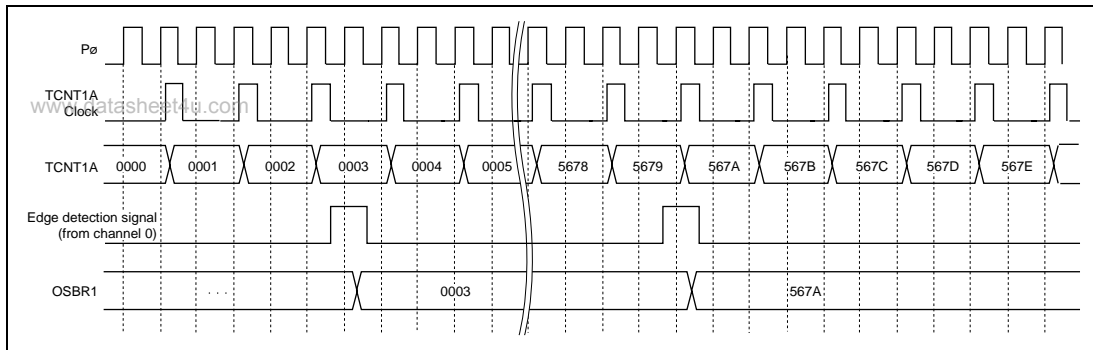 Pø
www.datasheet4u.com
TCNT1A
Clock
TCNT1A 0000 0001 0002 0003 0004 0005 5678 5679 567A 567B 567C 567D 567E
Edge detection signal
(from channel 0)
OSBR1 . . . 0003 567A